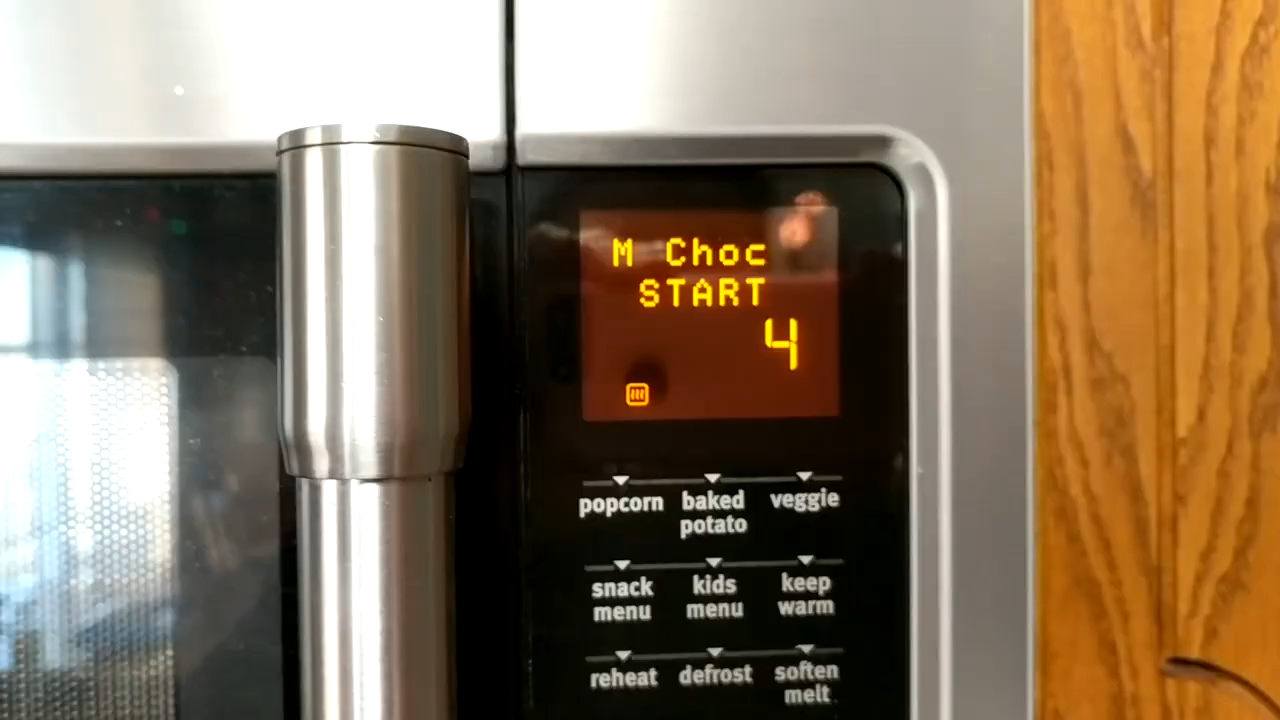 M Choc
START
4
popcorn baked potato veggie
snack menu kids menu keep warm
reheat defrost soften melt